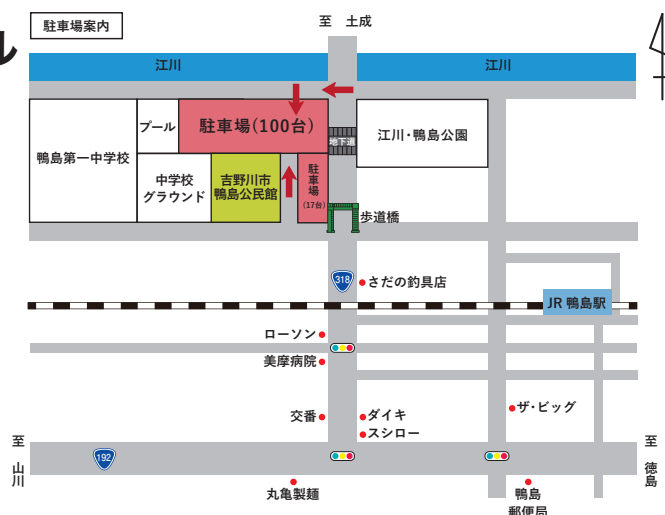 駐車場案内
至 土成
ル
江川
江川
プール
駐車場(100台)
地下道
江川・鴨島公園
鴨島第一中学校
中学校
グラウンド
吉野川市
鴨島公民館
駐車場
(17台)
歩道橋
318
さだの釣具店
JR 鴨島駅
ローソン
美摩病院
交番
ダイキ
スシロー
ザ・ビッグ
至 山川
192
至 徳島
丸亀製麺
鴨島
郵便局